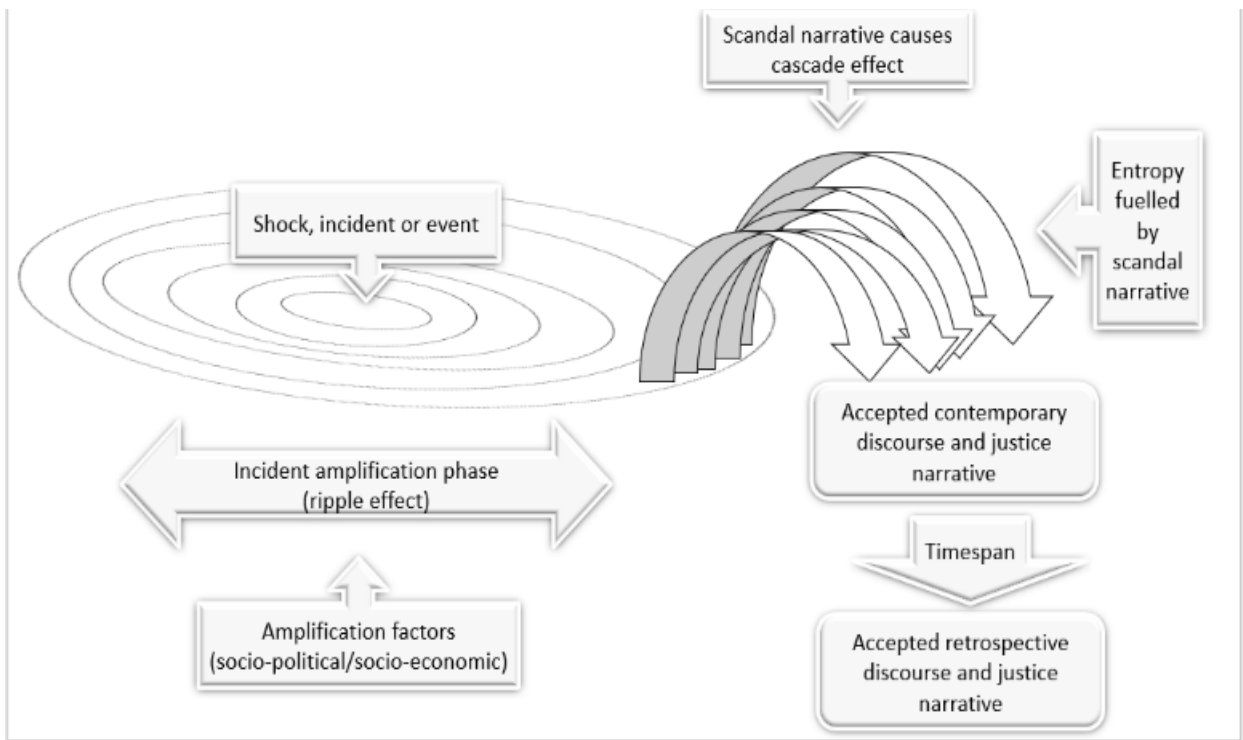 Scandal narrative causes
cascade effect
Shock, incident or event
Entropy
fuelled
by
scandal
narrative
Accepted contemporary
discourse and justice
narrative
Incident amplification phase
(ripple effect)
Timespan
Amplification factors
(socio-political/socio-economic)
Accepted retrospective
discourse and justice
narrative